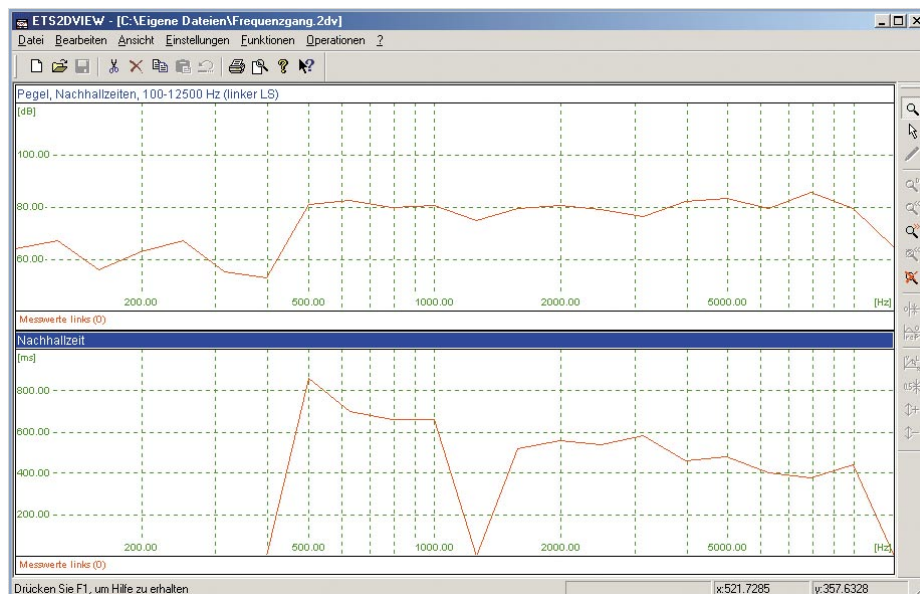 ETS2DVIEW - [C:\Eigene Dateien\Frequenzgang.2dv]
Datei Bearbeiten Ansicht Einstellungen Funktionen Operationen ?
Pegel, Nachhallzeiten, 100-12500 Hz (linker LS)
[dB]
100.00
80.00
60.00
200.00 500.00 1000.00 2000.00 5000.00 [Hz]
Messwerte links (0)
Nachhallzeit
[ms]
800.00
600.00
400.00
200.00
200.00 500.00 1000.00 2000.00 5000.00 [Hz]
Messwerte links (0)
Drücken Sie F1, um Hilfe zu erhalten x:521.7285 y:357.6328